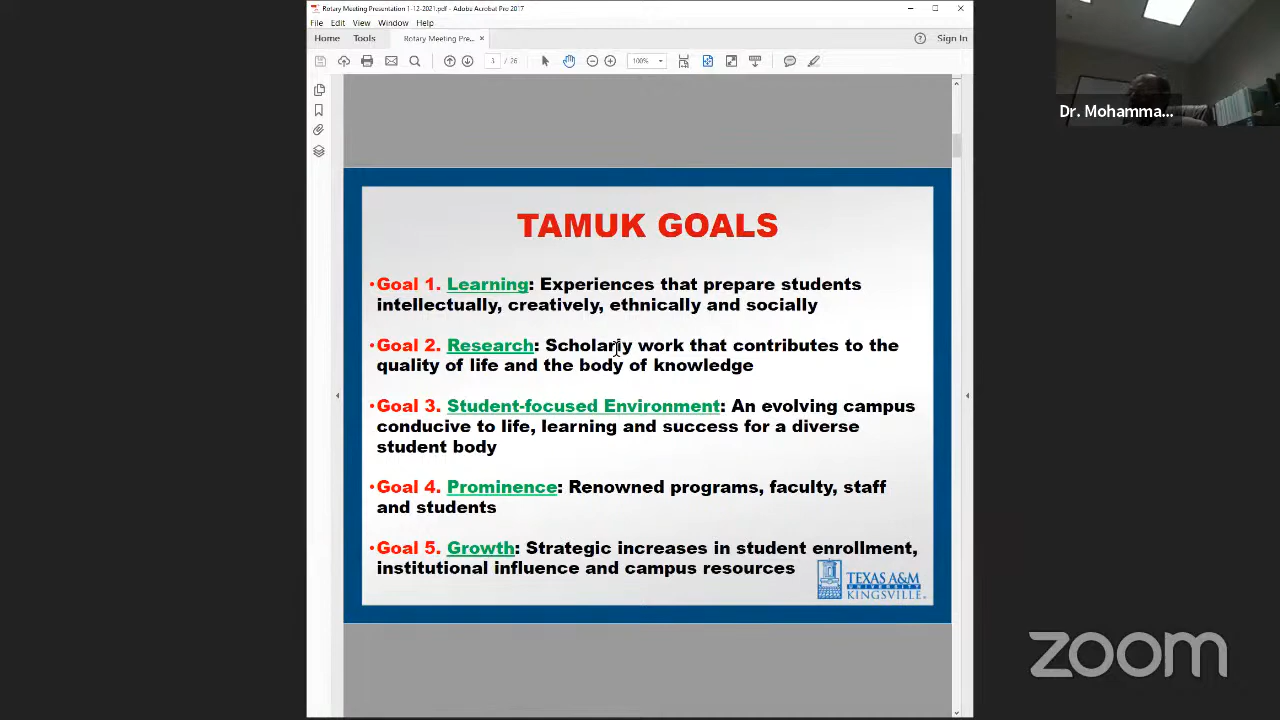 Rotary Meeting Presentation 1-12-2021.pdf - Adobe Acrobat Pro 2017
File Edit View Window Help
Home Tools Rotary Meeting Pre... × Sign In
3 / 26 100%
Dr. Mohamma...
TAMUK GOALS
•Goal 1. Learning: Experiences that prepare students
intellectually, creatively, ethnically and socially
•Goal 2. Research: Scholarly work that contributes to the
quality of life and the body of knowledge
•Goal 3. Student-focused Environment: An evolving campus
conducive to life, learning and success for a diverse
student body
•Goal 4. Prominence: Renowned programs, faculty, staff
and students
•Goal 5. Growth: Strategic increases in student enrollment,
institutional influence and campus resources
TEXAS A&M
UNIVERSITY
KINGSVILLE
zoom